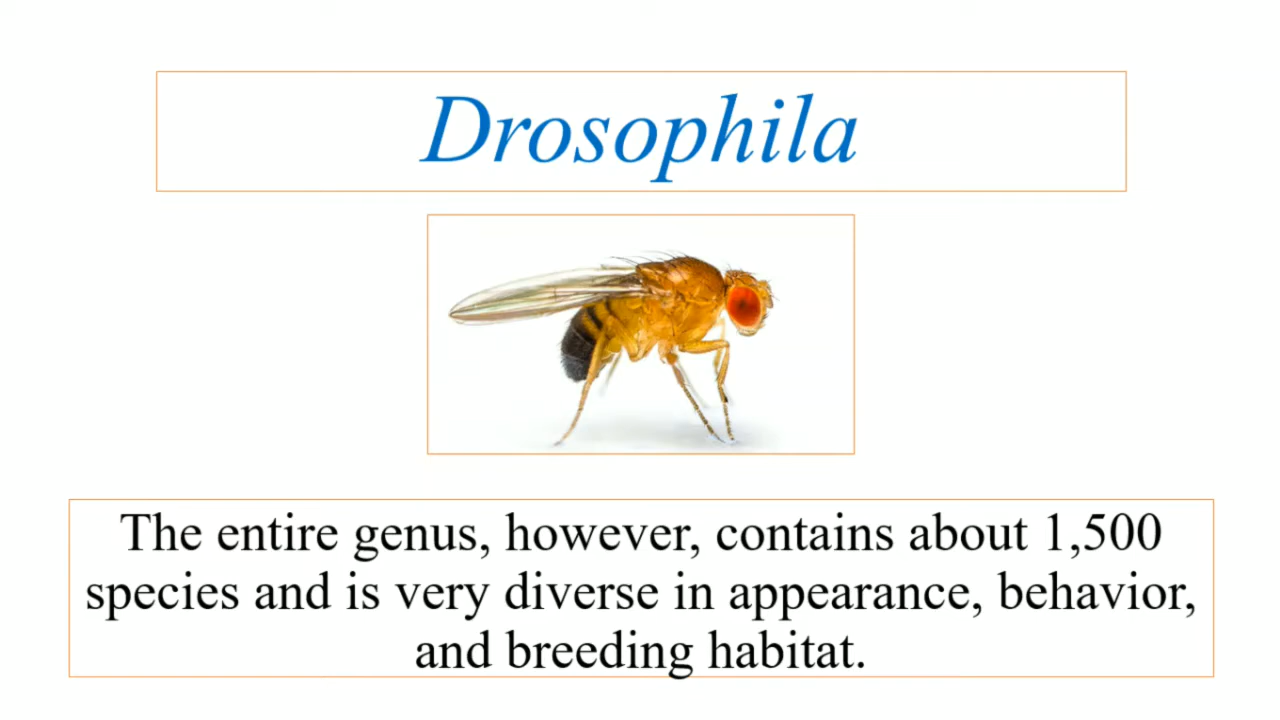 Drosophila
The entire genus, however, contains about 1,500
species and is very diverse in appearance, behavior,
and breeding habitat.